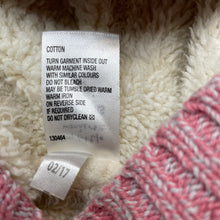 COTTON
TURN GARMENT INSIDE OUT
WARM MACHINE WASH
WITH SIMILAR COLOURS
DO NOT BLEACH
MAY BE TUMBLE DRIED WARM
WARM IRON
ON REVERSE SIDE
IF REQUIRED
DO NOT DRYCLEAN
130464
02/17